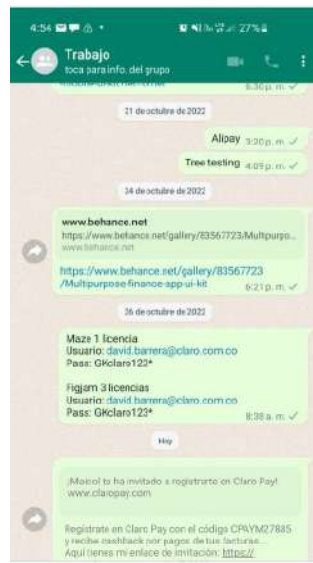 4:54
27%
Trabajo
toca para info. del grupo
6:30 p. m.
21 de octubre de 2022
Alipay 3:20 p. m.
Tree testing 4:09 p. m.
24 de octubre de 2022
www.behance.net
https://www.behance.net/gallery/83567723/Multipurpo...
www.behance.net
https://www.behance.net/gallery/83567723
/Multipurpose-finance-app-ui-kit
6:21 p. m.
26 de octubre de 2022
Maze 1 licencia
Usuario: david.barrera@claro.com.co
Pass: GKclaro123*
Figjam 3 licencias
Usuario: david.barrera@claro.com.co
Pass: GKclaro123*
8:38 a. m.
Hoy
te ha invitado a registrarte en Claro Pay!
www.claropay.com
Regístrate en Claro Pay con el código CPAYM27885
y recibe cashback por pagos de tus facturas...
Aquí tienes mi enlace de invitación: https://